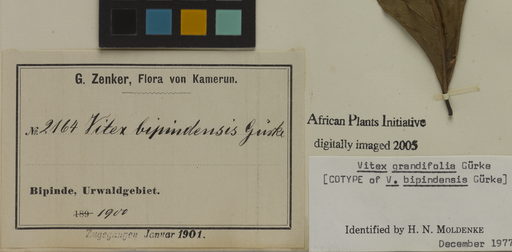 G. Zenker, Flora von Kamerun.
№ 2164 Vitex bipindensis Gürke
Bipinde, Urwaldgebiet.
189 1900
Zugegangen Januar 1901.
African Plants Initiative
digitally imaged 2005
Vitex grandifolia Gürke
[COTYPE of V. bipindensis Gürke]
Identified by H. N. MOLDENKE
December 1977